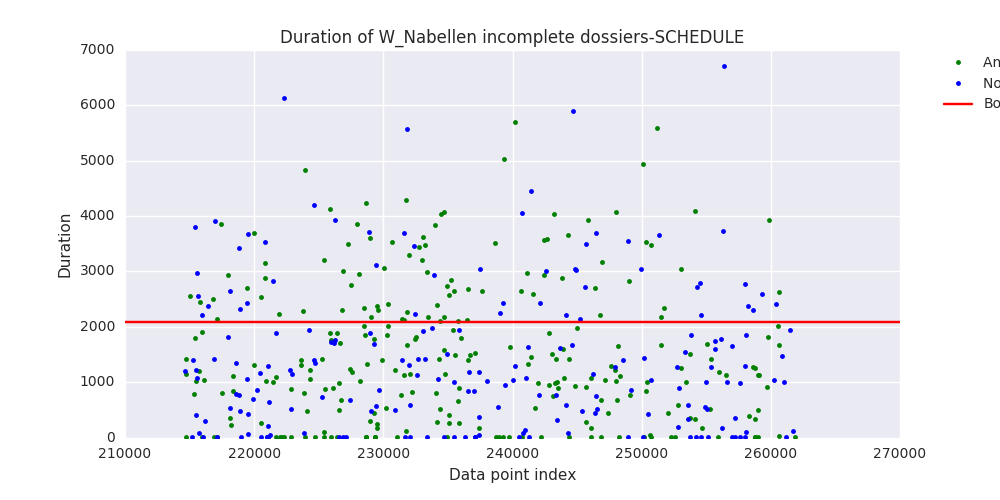 Duration of W_Nabellen incomplete dossiers-SCHEDULE
7000
6000
5000
4000
3000
2000
1000
0
Duration
210000 220000 230000 240000 250000 260000 270000
Data point index
An
No
Bo